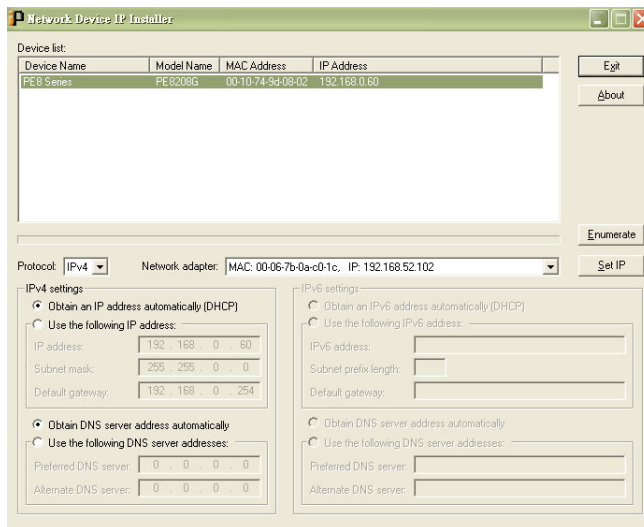 Network Device IP Installer
Device list:
Device Name Model Name MAC Address IP Address
PE8 Series PE8208G 00-10-74-9d-08-02 192.168.0.60
Exit
About
Enumerate
Protocol: IPv4 Network adapter: MAC: 00-06-7b-0a-c0-1c, IP: 192.168.52.102 Set IP
IPv4 settings
Obtain an IP address automatically (DHCP)
Use the following IP address:
IP address: 192 . 168 . 0 . 60
Subnet mask: 255 . 255 . 0 . 0
Default gateway: 192 . 168 . 0 . 254
Obtain DNS server address automatically
Use the following DNS server addresses:
Preferred DNS server: 0 . 0 . 0 . 0
Alternate DNS server: 0 . 0 . 0 . 0
IPv6 settings
Obtain an IPv6 address automatically (DHCP)
Use the following IPv6 address:
IPv6 address:
Subnet prefix length:
Default gateway:
Obtain DNS server address automatically
Use the following DNS server addresses:
Preferred DNS server:
Alternate DNS server: